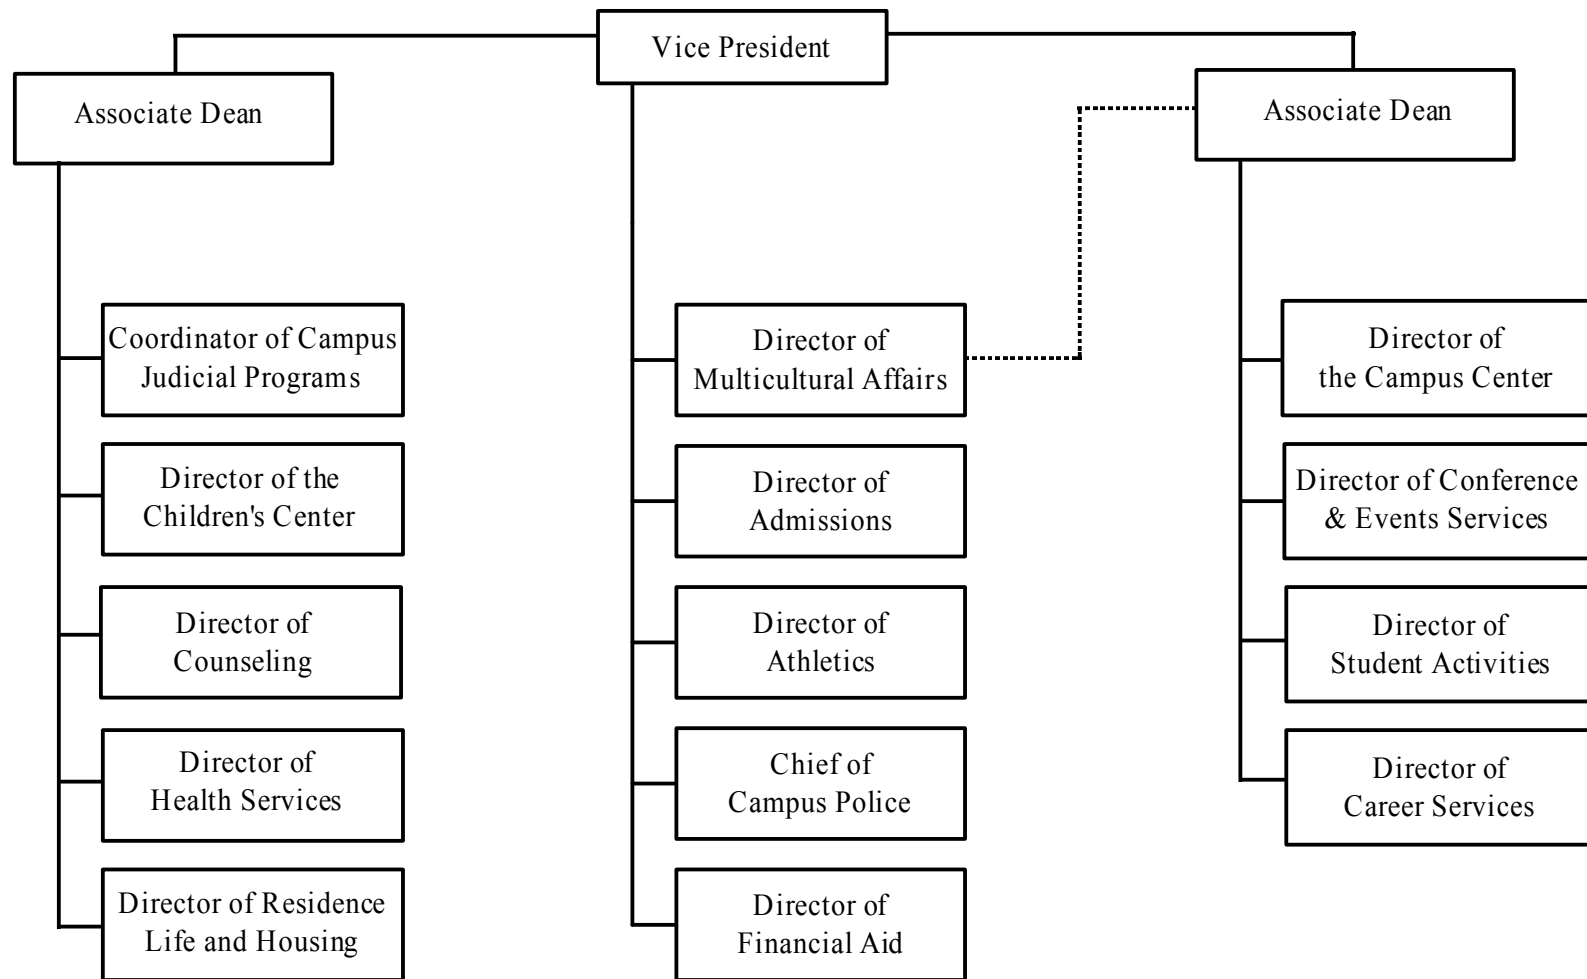 Vice President
Associate Dean
Associate Dean
Coordinator of Campus
Judicial Programs
Director of the
Children's Center
Director of
Counseling
Director of
Health Services
Director of Residence
Life and Housing
Director of
Multicultural Affairs
Director of
Admissions
Director of
Athletics
Chief of
Campus Police
Director of
Financial Aid
Director of
the Campus Center
Director of Conference
& Events Services
Director of
Student Activities
Director of
Career Services